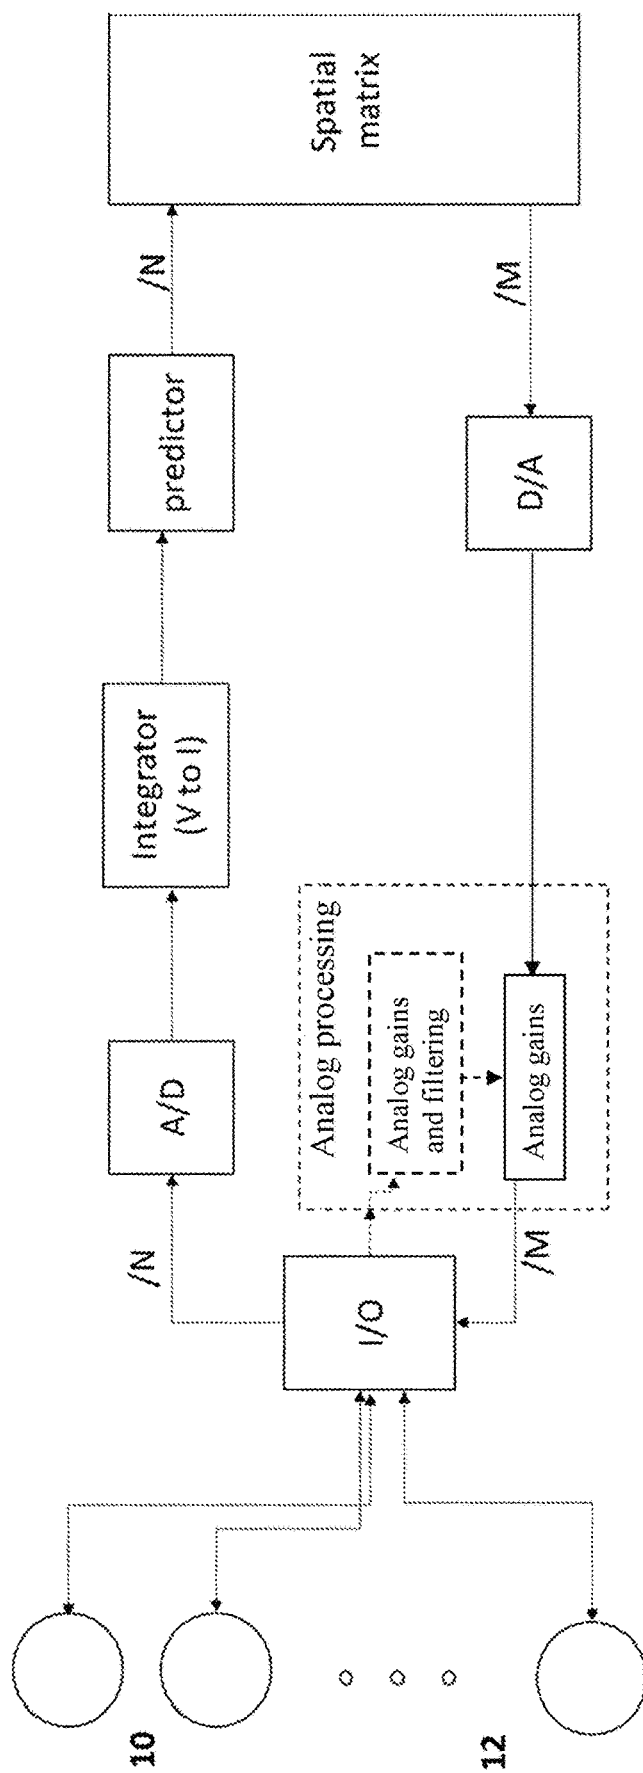 10
12
I/O
/N
A/D
Integrator
(V to I)
predictor
/N
Spatial
matrix
/M
D/A
Analog processing
Analog gains
and filtering
Analog gains
/M